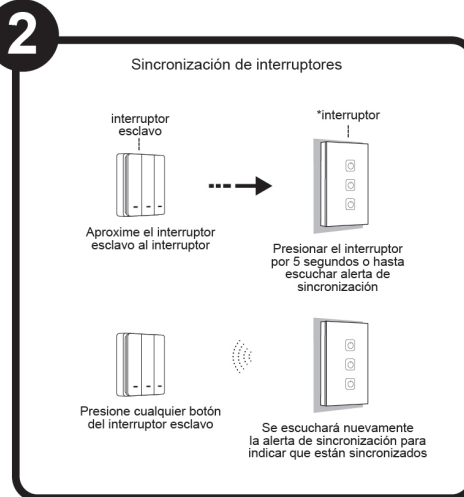 2
Sincronización de interruptores
interruptor
esclavo
*interruptor
Aproxime el interruptor
esclavo al interruptor
Presionar el interruptor
por 5 segundos o hasta
escuchar alerta de
sincronización
Presione cualquier botón
del interruptor esclavo
Se escuchará nuevamente
la alerta de sincronización para
indicar que están sincronizados